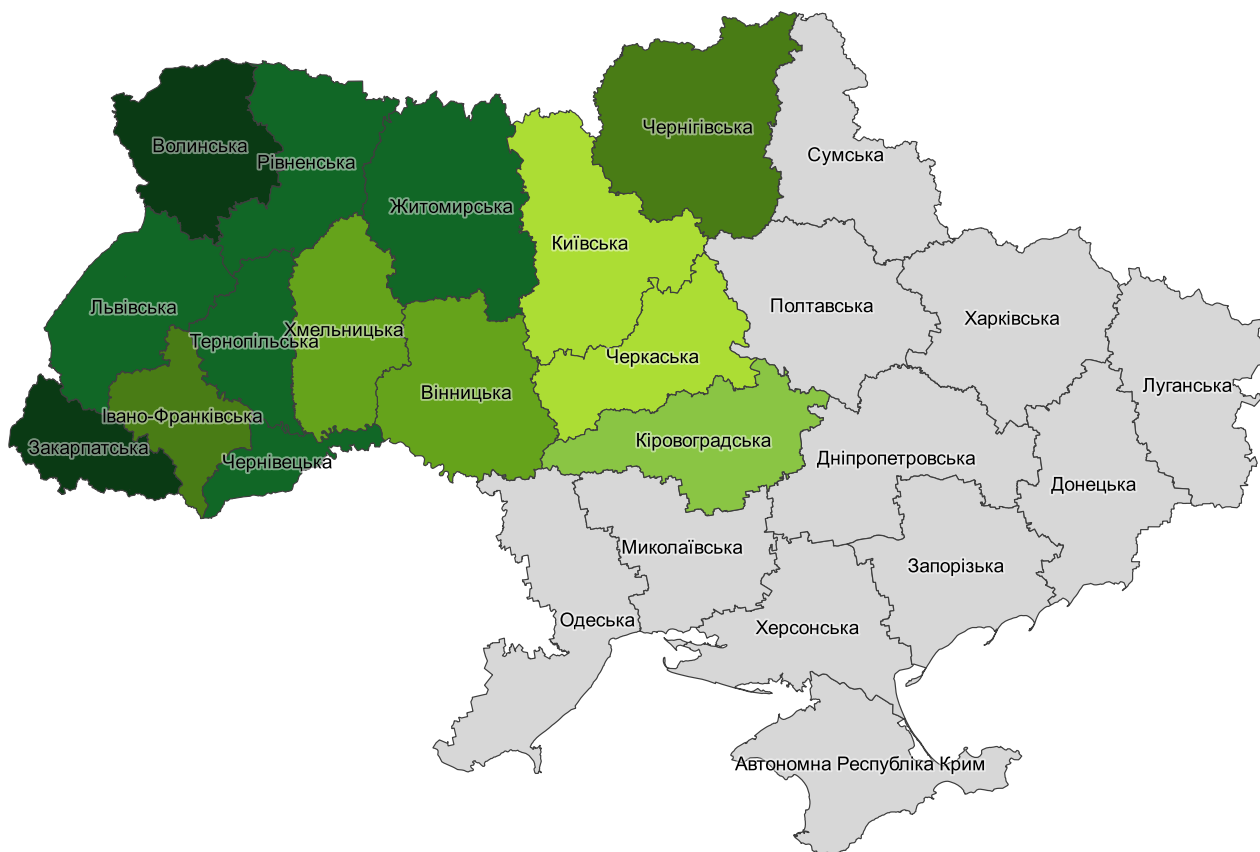 Чернігівська
Волинська
Рівненська
Сумська
Житомирська
Київська
Львівська
Тернопільська
Хмельницька
Полтавська
Харківська
Черкаська
Вінницька
Луганська
Івано-Франківська
Закарпатська
Чернівецька
Кіровоградська
Дніпропетровська
Донецька
Миколаївська
Запорізька
Одеська
Херсонська
Автономна Республіка Крим